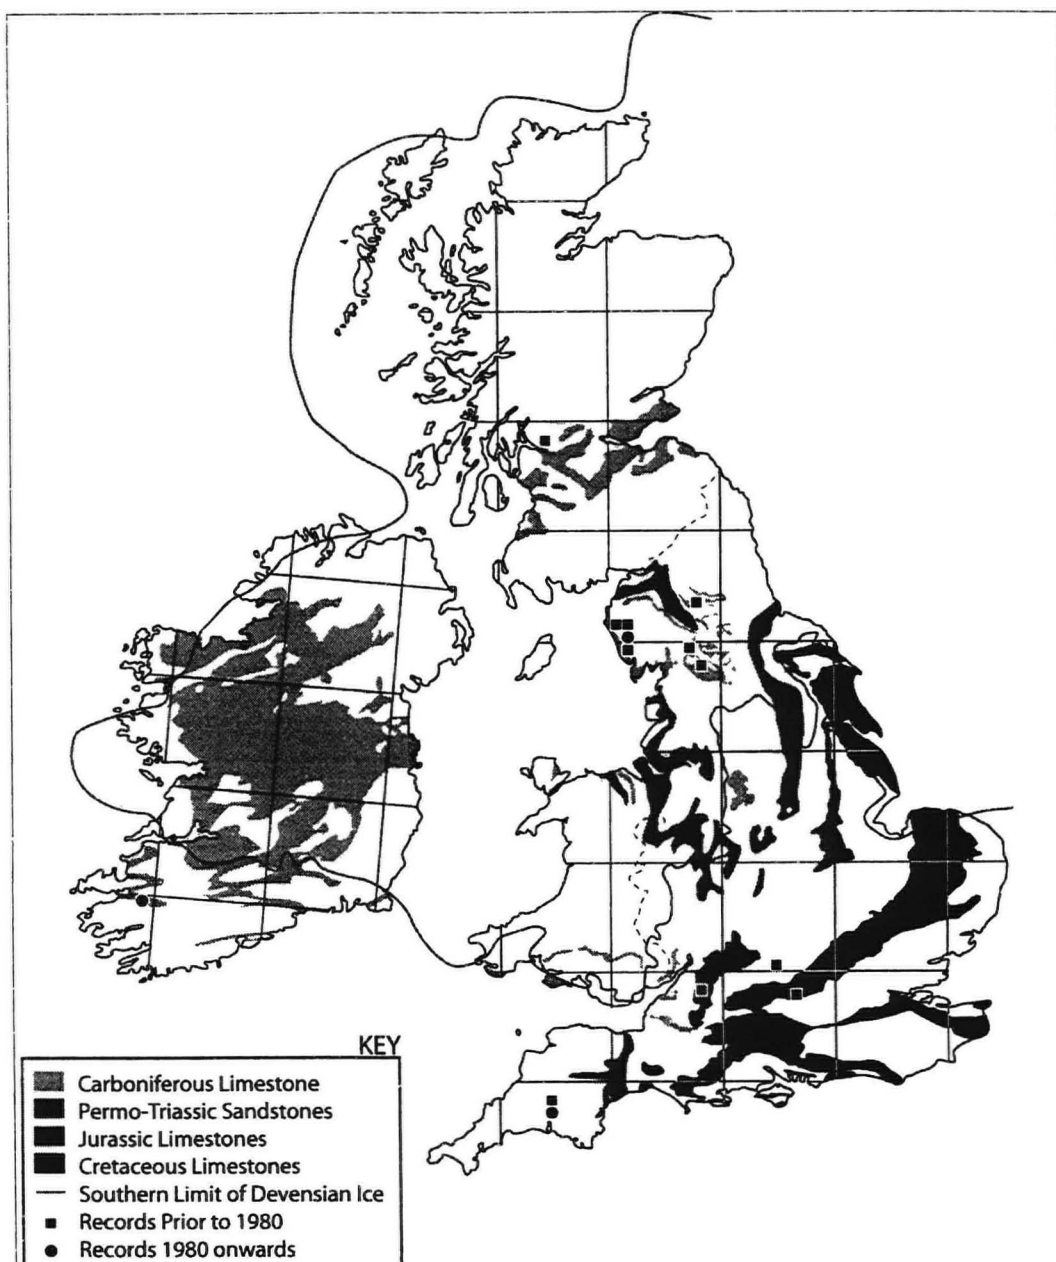 KEY
Carboniferous Limestone
Permo-Triassic Sandstones
Jurassic Limestones
Cretaceous Limestones
Southern Limit of Devensian Ice
Records Prior to 1980
Records 1980 onwards